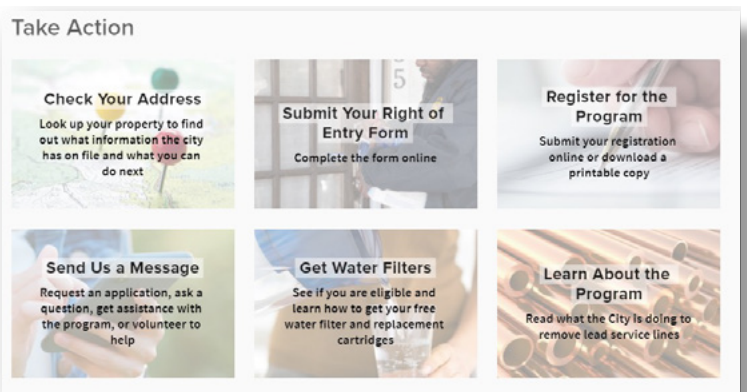 Take Action
Check Your Address
Look up your property to find
out what information the city
has on file and what you can
do next
5
Submit Your Right of
Entry Form
Complete the form online
Register for the
Program
Submit your registration
online or download a
printable copy
Send Us a Message
Request an application, ask a
question, get assistance with
the program, or volunteer to
help
Get Water Filters
See if you are eligible and
learn how to get your free
water filter and replacement
cartridges
Learn About the
Program
Read what the City is doing to
remove lead service lines